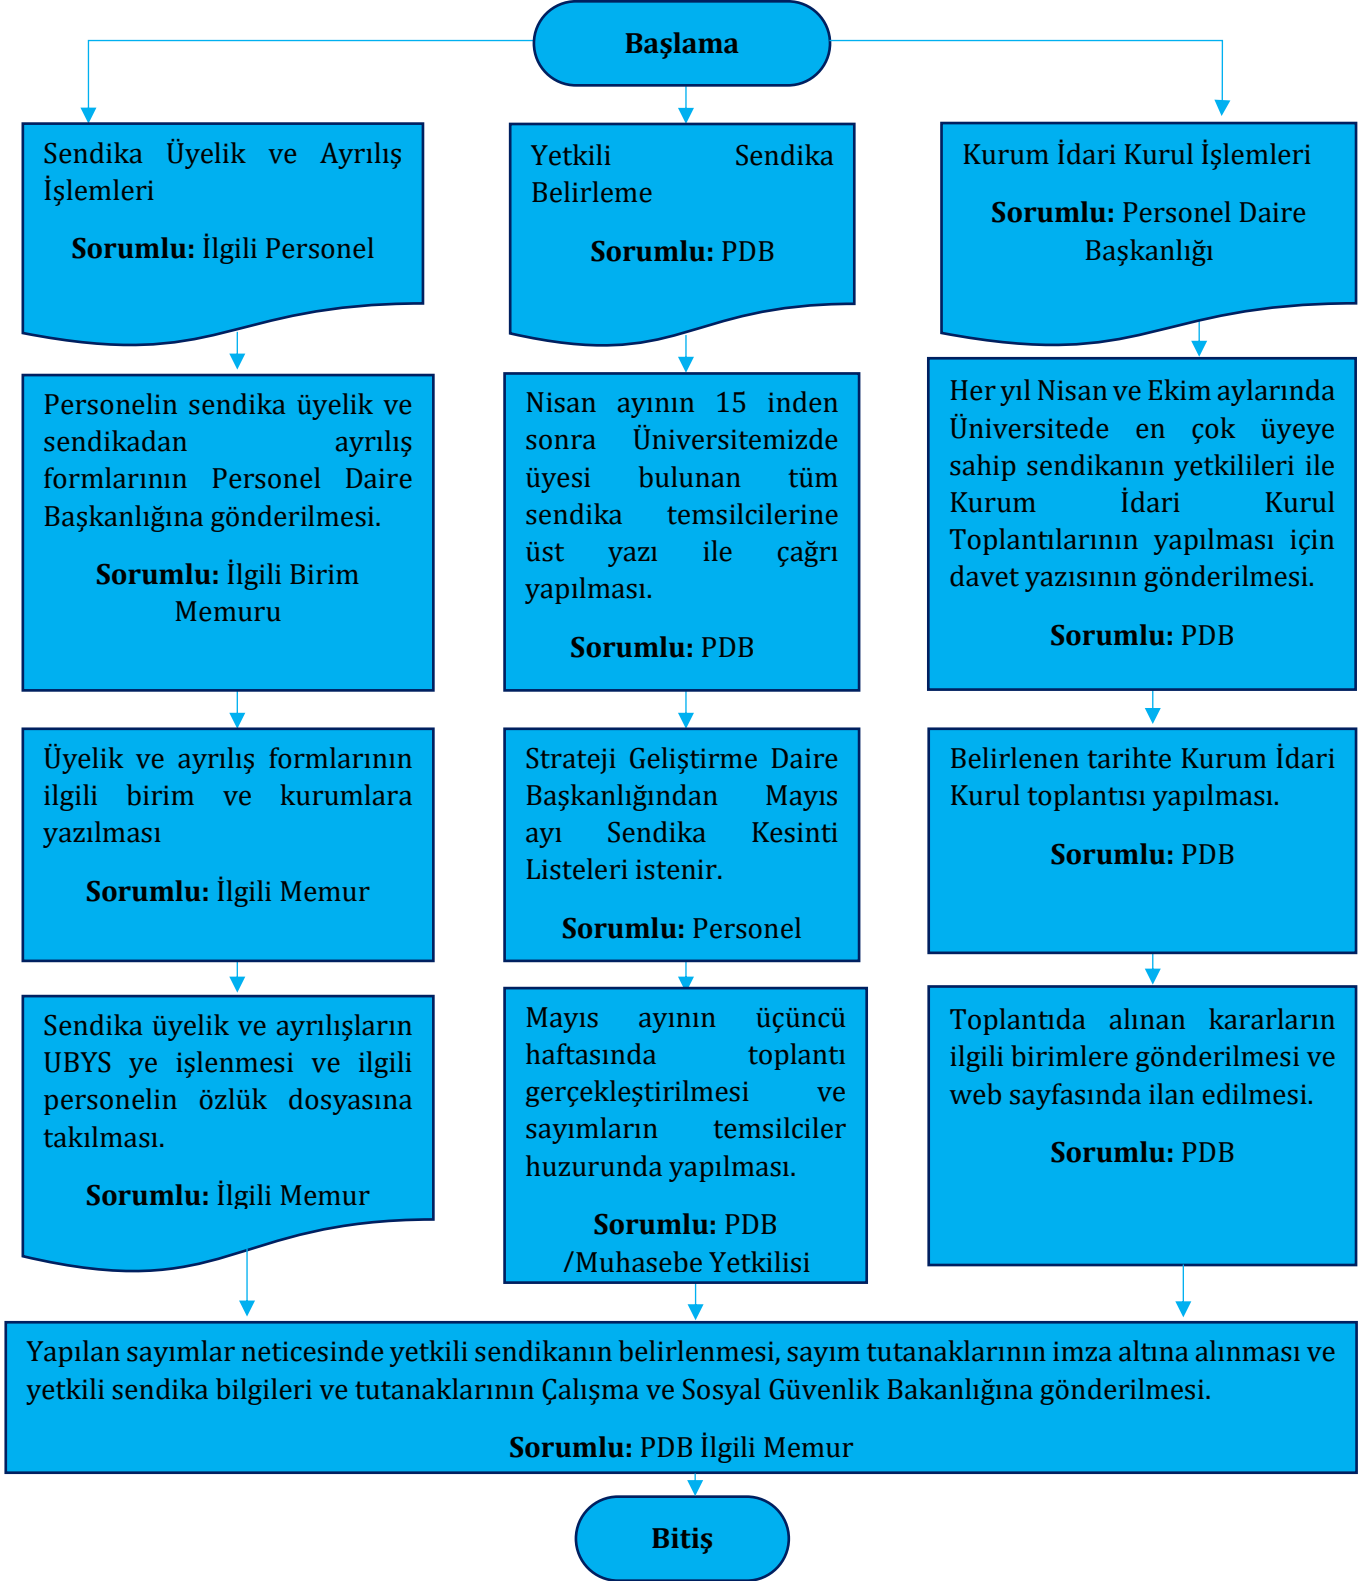 Başlama
Sendika Üyelik ve Ayrılış
İşlemleri
Sorumlu: İlgili Personel
Personelin sendika üyelik ve
sendikadan ayrılış
formlarının Personel Daire
Başkanlığına gönderilmesi.
Sorumlu: İlgili Birim
Memuru
Üyelik ve ayrılış formlarının
ilgili birim ve kurumlara
yazılması
Sorumlu: İlgili Memur
Sendika üyelik ve ayrılışların
UBYS ye işlenmesi ve ilgili
personelin özlük dosyasına
takılması.
Sorumlu: İlgili Memur
Yetkili Sendika
Belirleme
Sorumlu: PDB
Nisan ayının 15 inden
sonra Üniversitemizde
üyesi bulunan tüm
sendika temsilcilerine
üst yazı ile çağrı
yapılması.
Sorumlu: PDB
Strateji Geliştirme Daire
Başkanlığından Mayıs
ayı Sendika Kesinti
Listeleri istenir.
Sorumlu: Personel
Mayıs ayının üçüncü
haftasında toplantı
gerçekleştirilmesi ve
sayımların temsilciler
huzurunda yapılması.
Sorumlu: PDB
/Muhasebe Yetkilisi
Kurum İdari Kurul İşlemleri
Sorumlu: Personel Daire
Başkanlığı
Her yıl Nisan ve Ekim aylarında
Üniversitede en çok üyeye
sahip sendikanın yetkilileri ile
Kurum İdari Kurul
Toplantılarının yapılması için
davet yazısının gönderilmesi.
Sorumlu: PDB
Belirlenen tarihte Kurum İdari
Kurul toplantısı yapılması.
Sorumlu: PDB
Toplantıda alınan kararların
ilgili birimlere gönderilmesi ve
web sayfasında ilan edilmesi.
Sorumlu: PDB
Yapılan sayımlar neticesinde yetkili sendikanın belirlenmesi, sayım tutanaklarının imza altına alınması ve
yetkili sendika bilgileri ve tutanaklarının Çalışma ve Sosyal Güvenlik Bakanlığına gönderilmesi.
Sorumlu: PDB İlgili Memur
Bitiş